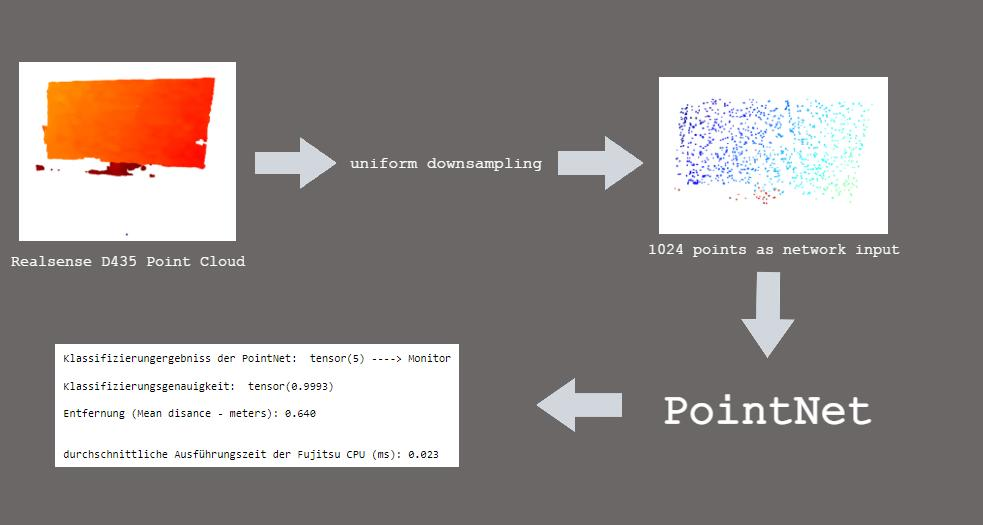 uniform downsampling
Realsense D435 Point Cloud
1024 points as network input
PointNet
Klassifizierungergebniss der PointNet:  tensor(5) ----> Monitor
Klassifizierungsgenauigkeit:  tensor(0.9993)
Entfernung (Mean disance - meters): 0.640
durchschnittliche Ausführungszeit der Fujitsu CPU (ms): 0.023